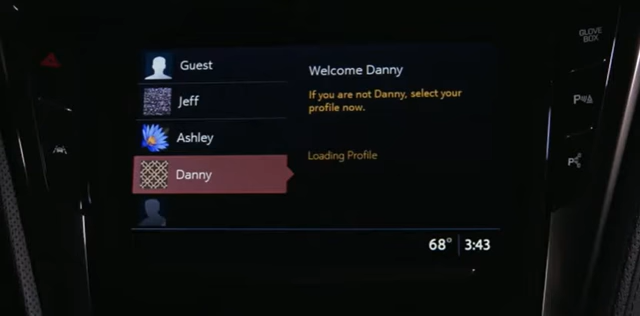 Guest
Jeff
Ashley
Danny
Welcome Danny
If you are not Danny, select your
profile now.
Loading Profile
68° 3:43
GLOVE
BOX
P
P